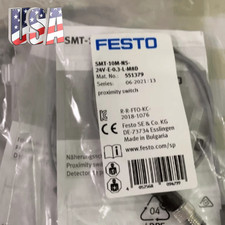 USA
SMT-
FESTO
SMT-10M-NS-
24V-E-0,3-L-M8D
Mat. No.: 551379
Series: 06-2021-13
proximity switch
R-R-FTO-KC-
2018-1076
Festo SE & Co. KG
DE-73734 Esslingen
Made in Hungary
www.festo.com/sp
Näherungs
Proximity
Detector
04